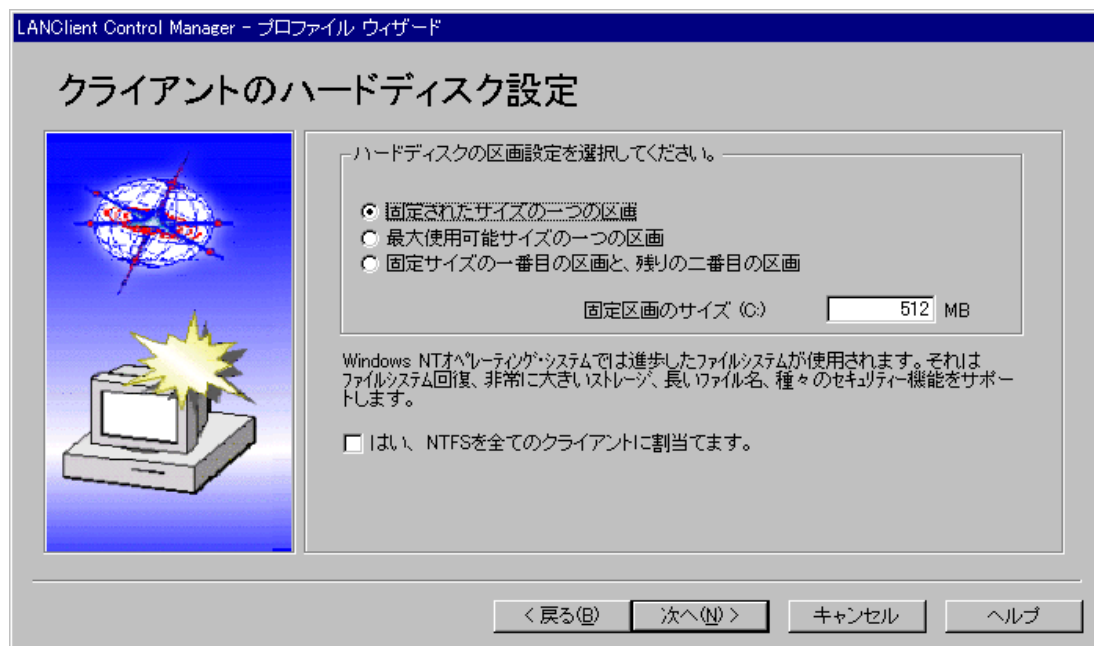 LANClient Control Manager - プロファイル ウィザード
クライアントのハードディスク設定
ハードディスクの区画設定を選択してください。
固定されたサイズの一つの区画
最大使用可能サイズの一つの区画
固定サイズの一番目の区画と、残りの二番目の区画
固定区画のサイズ (C:) 512 MB
Windows NTオペレーティング・システムでは進歩したファイルシステムが使用されます。それは
ファイルシステム回復、非常に大きいストレージ、長いファイル名、種々のセキュリティー機能をサポー
トします。
はい、NTFSを全てのクライアントに割当てます。
< 戻る(B) 次へ(N) > キャンセル ヘルプ